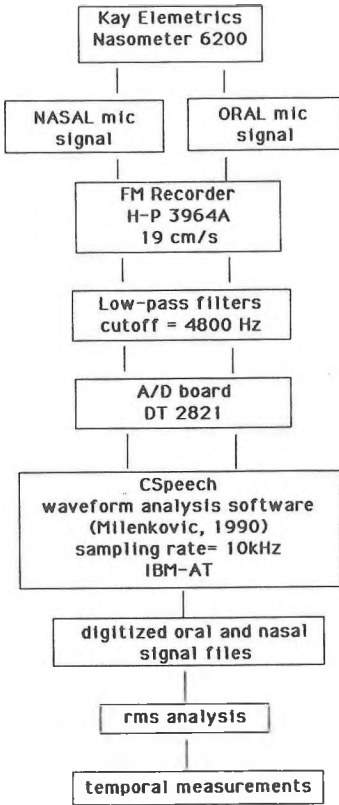 Kay Elemetrics
Nasometer 6200
NASAL mic
signal
ORAL mic
signal
FM Recorder
H-P 3964A
19 cm/s
Low-pass filters
cutoff = 4800 Hz
A/D board
DT 2821
CSpeech
waveform analysis software
(Milenkovic, 1990)
sampling rate= 10kHz
IBM-AT
digitized oral and nasal
signal files
rms analysis
temporal measurements